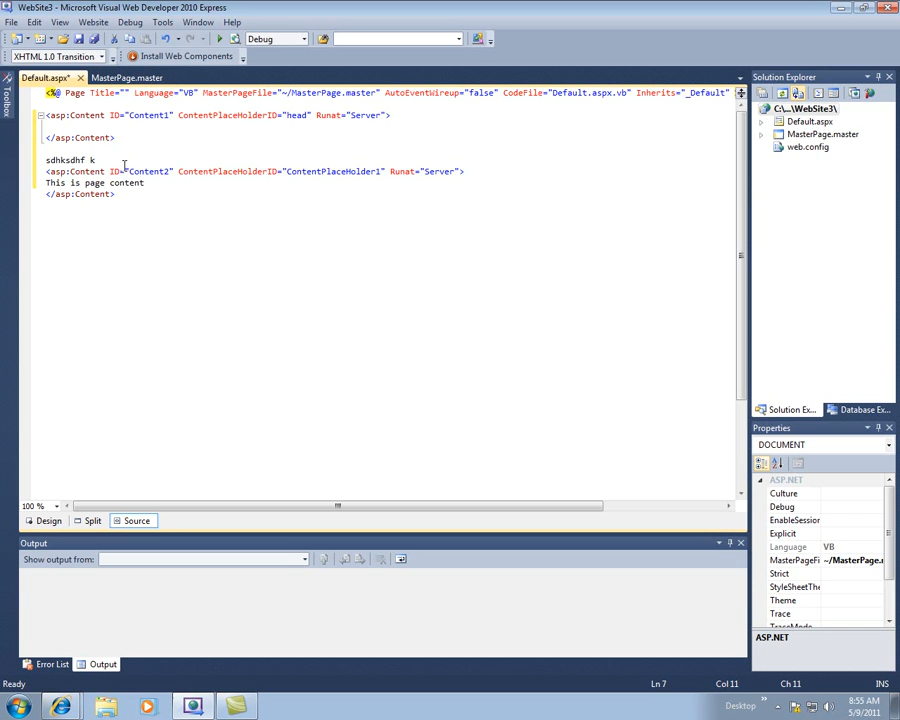 WebSite3 - Microsoft Visual Web Developer 2010 Express
File Edit View Website Debug Tools Window Help
Debug
XHTML 1.0 Transition Install Web Components
Toolbox
Default.aspx* MasterPage.master
<%@ Page Title="" Language="VB" MasterPageFile="~/MasterPage.master" AutoEventWireup="false" CodeFile="Default.aspx.vb" Inherits="_Default"
<asp:Content ID="Content1" ContentPlaceHolderID="head" Runat="Server">
</asp:Content>
sdhksdhf k
<asp:Content ID="Content2" ContentPlaceHolderID="ContentPlaceHolder1" Runat="Server">
This is page content
</asp:Content>
100 %
Design Split Source
Output
Show output from:
Error List Output
Solution Explorer
C:\...\WebSite3\
Default.aspx
MasterPage.master
web.config
Solution Ex... Database Ex...
Properties
DOCUMENT
ASP.NET
Culture
Debug
EnableSession
Explicit
Language VB
MasterPageFi ~/MasterPage.m
Strict
StyleSheetThe
Theme
Trace
TraceMode
ASP.NET
Ready Ln 7 Col 11 Ch 11 INS
Desktop 8:55 AM
5/9/2011